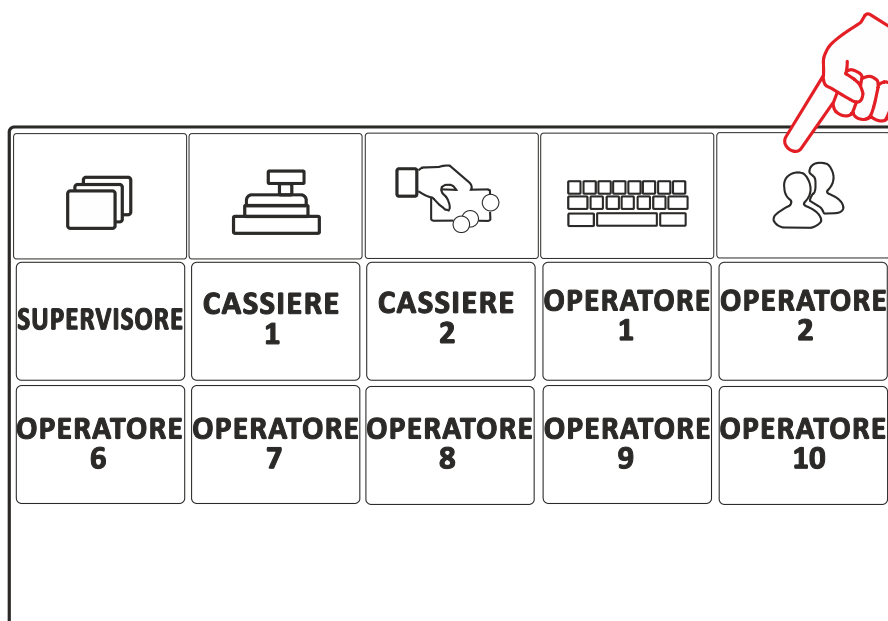 SUPERVISORE
CASSIERE
1
CASSIERE
2
OPERATORE
1
OPERATORE
2
OPERATORE
6
OPERATORE
7
OPERATORE
8
OPERATORE
9
OPERATORE
10